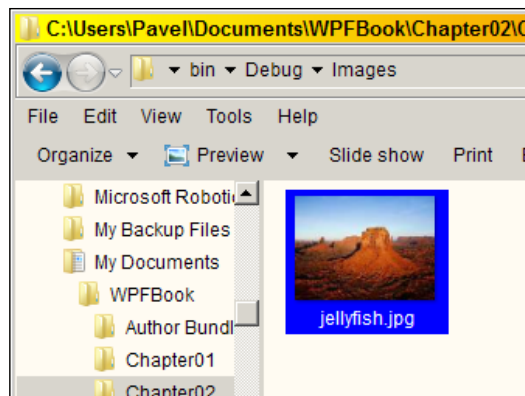 C:\Users\Pavel\Documents\WPFBook\Chapter02\
bin Debug Images
File Edit View Tools Help
Organize Preview Slide show Print
Microsoft Roboti
My Backup Files
My Documents
WPFBook
Author Bundl
Chapter01
Chapter02
jellyfish.jpg